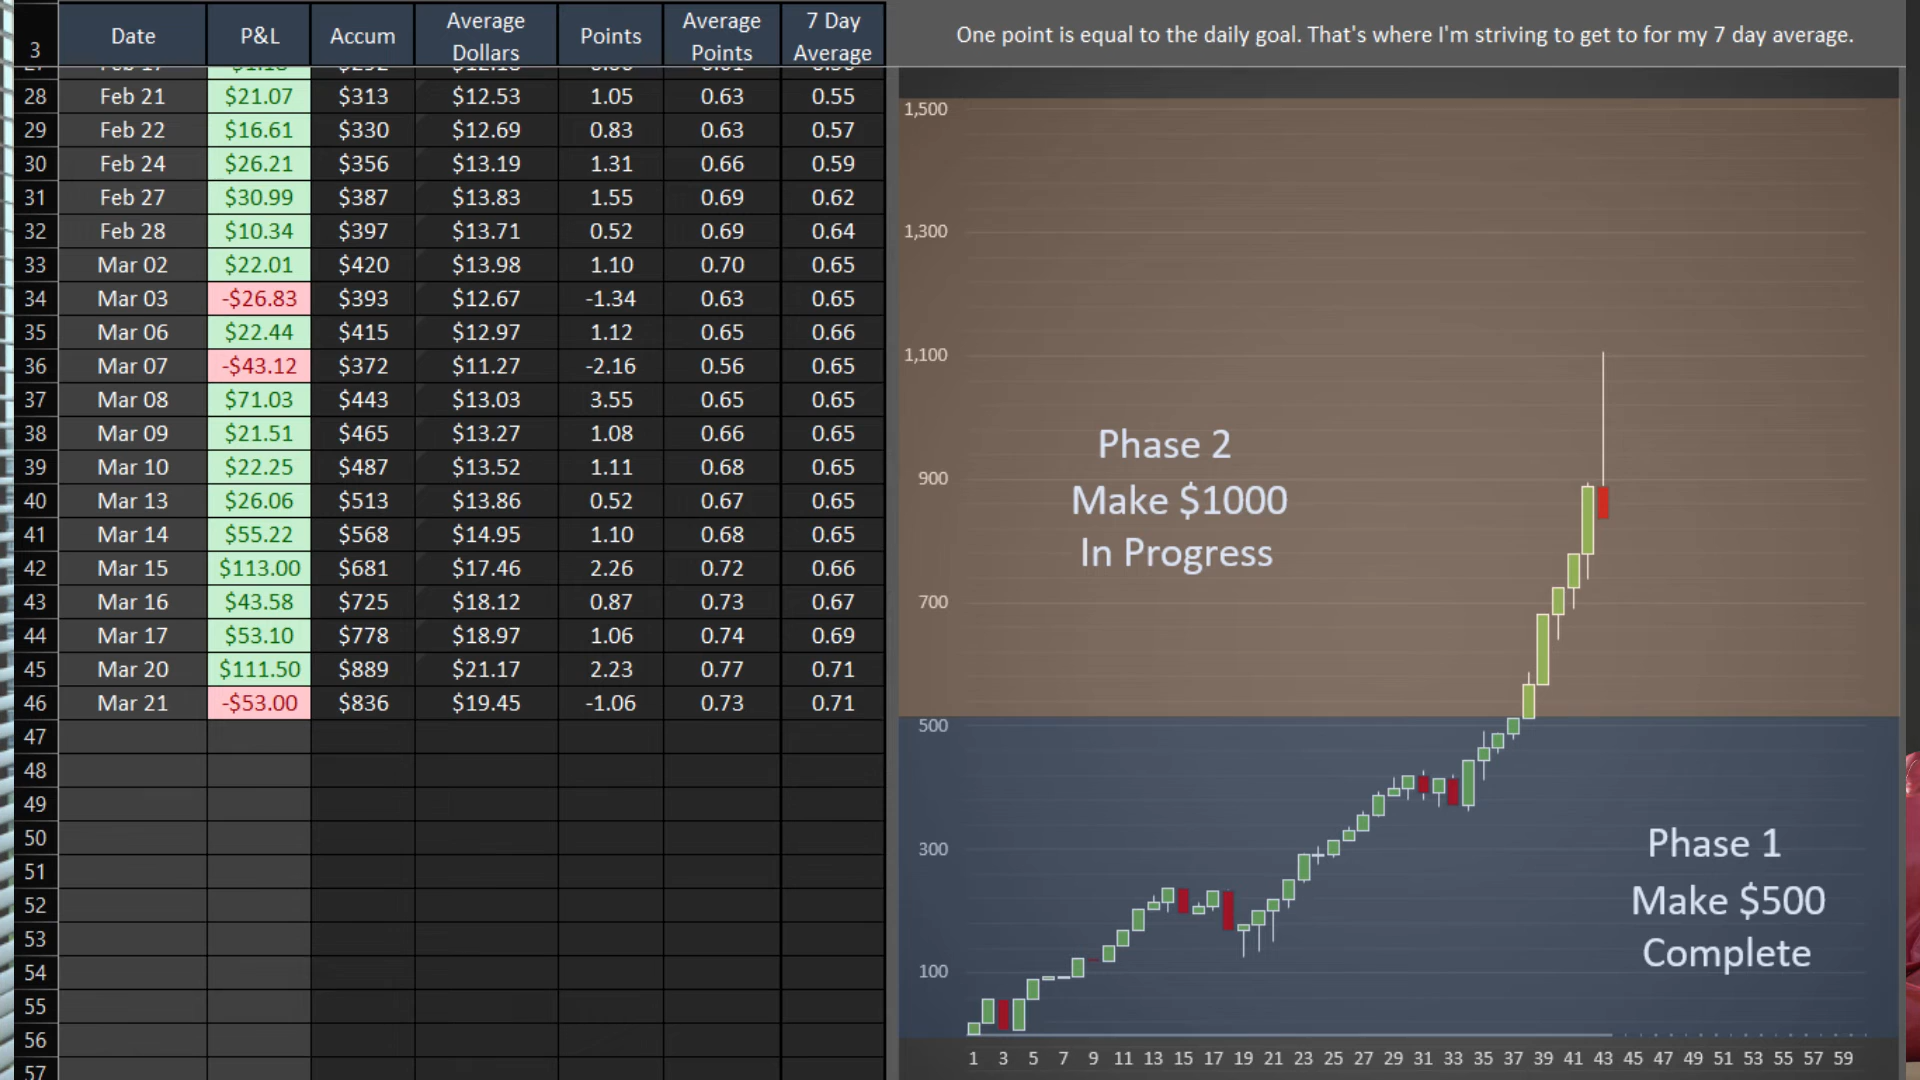 Date P&L Accum Average Dollars Points Average Points 7 Day Average
3
One point is equal to the daily goal. That's where I'm striving to get to for my 7 day average.
28 Feb 21 $21.07 $313 $12.53 1.05 0.63 0.55
29 Feb 22 $16.61 $330 $12.69 0.83 0.63 0.57
30 Feb 24 $26.21 $356 $13.19 1.31 0.66 0.59
31 Feb 27 $30.99 $387 $13.83 1.55 0.69 0.62
32 Feb 28 $10.34 $397 $13.71 0.52 0.69 0.64
33 Mar 02 $22.01 $420 $13.98 1.10 0.70 0.65
34 Mar 03 -$26.83 $393 $12.67 -1.34 0.63 0.65
35 Mar 06 $22.44 $415 $12.97 1.12 0.65 0.66
36 Mar 07 -$43.12 $372 $11.27 -2.16 0.56 0.65
37 Mar 08 $71.03 $443 $13.03 3.55 0.65 0.65
38 Mar 09 $21.51 $465 $13.27 1.08 0.66 0.65
39 Mar 10 $22.25 $487 $13.52 1.11 0.68 0.65
40 Mar 13 $26.06 $513 $13.86 0.52 0.67 0.65
41 Mar 14 $55.22 $568 $14.95 1.10 0.68 0.65
42 Mar 15 $113.00 $681 $17.46 2.26 0.72 0.66
43 Mar 16 $43.58 $725 $18.12 0.87 0.73 0.67
44 Mar 17 $53.10 $778 $18.97 1.06 0.74 0.69
45 Mar 20 $111.50 $889 $21.17 2.23 0.77 0.71
46 Mar 21 -$53.00 $836 $19.45 -1.06 0.73 0.71
47
48
49
50
51
52
53
54
55
56
57
1,500
1,300
1,100
900
700
500
300
100
Phase 2
Make $1000
In Progress
Phase 1
Make $500
Complete
1 3 5 7 9 11 13 15 17 19 21 23 25 27 29 31 33 35 37 39 41 43 45 47 49 51 53 55 57 59